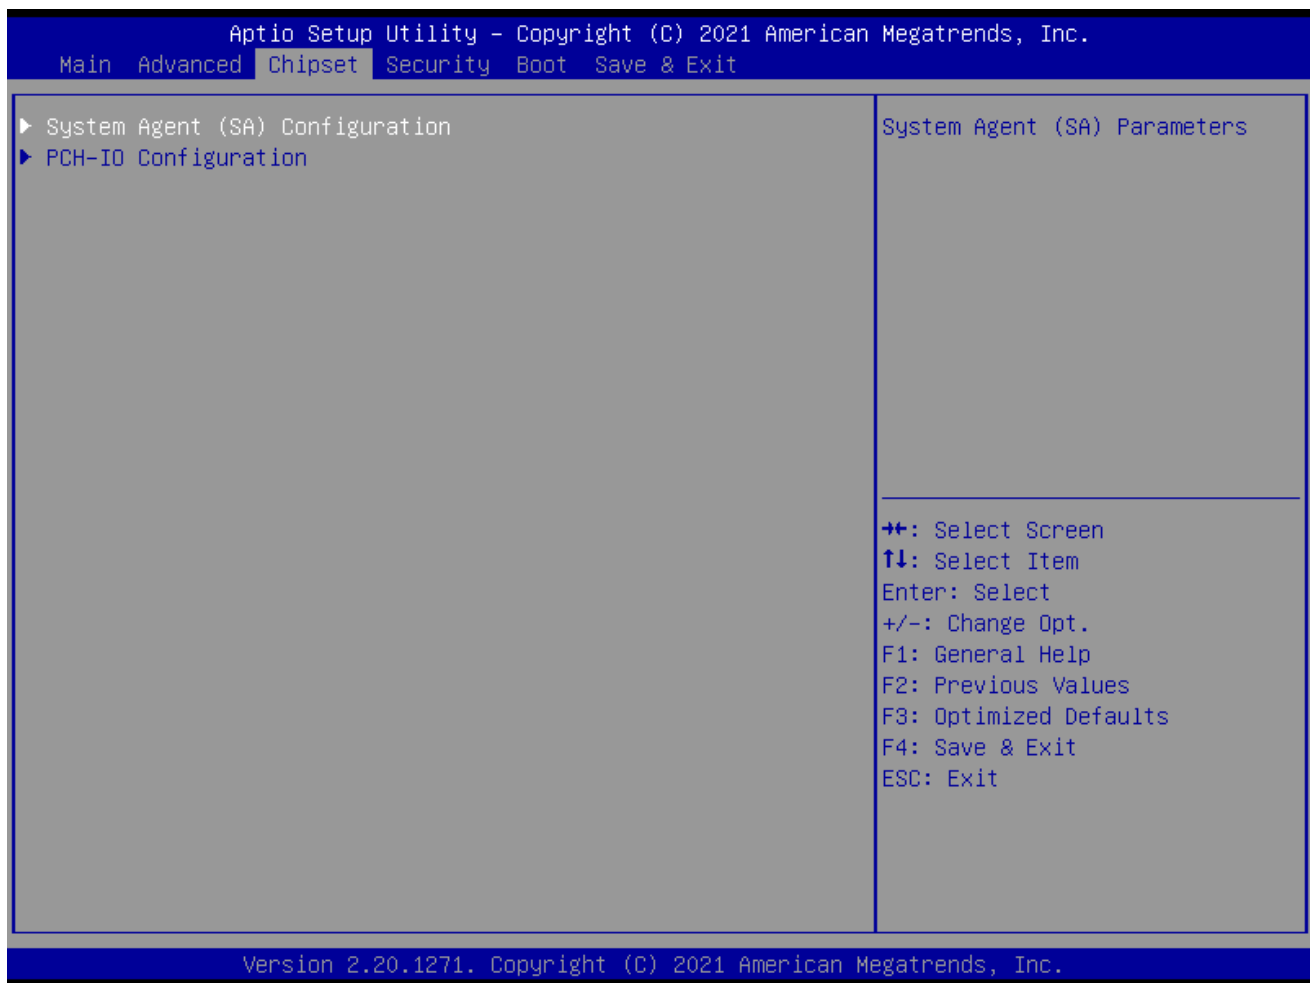 Aptio Setup Utility – Copyright (C) 2021 American Megatrends, Inc.
Main Advanced Chipset Security Boot Save & Exit
▶ System Agent (SA) Configuration
▶ PCH-IO Configuration
System Agent (SA) Parameters
→←: Select Screen
↑↓: Select Item
Enter: Select
+/-: Change Opt.
F1: General Help
F2: Previous Values
F3: Optimized Defaults
F4: Save & Exit
ESC: Exit
Version 2.20.1271. Copyright (C) 2021 American Megatrends, Inc.